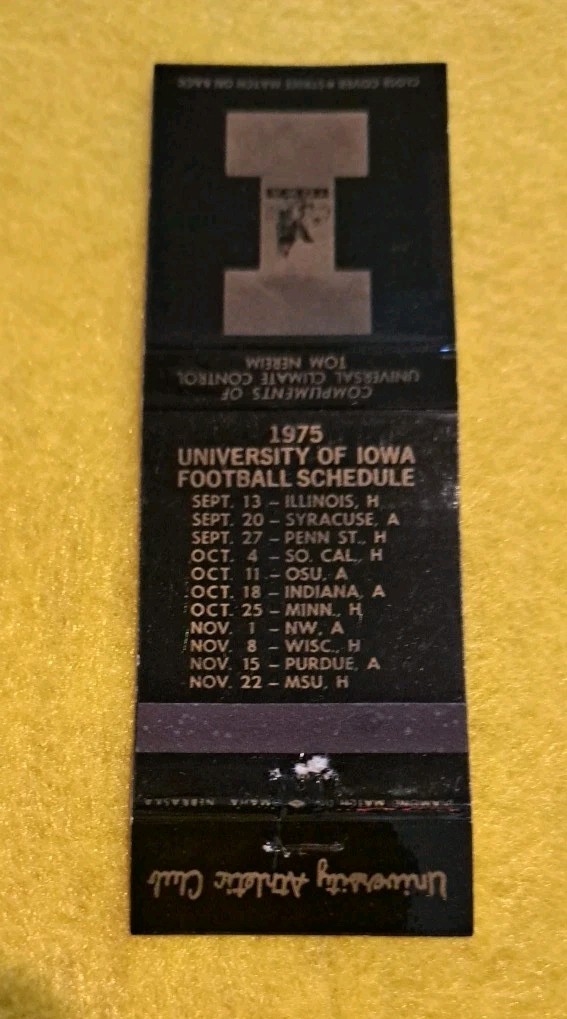 CLOSE COVER • STRIKE MATCH ON BACK
COMPLIMENTS OF
UNIVERSAL CLIMATE CONTROL
TOM NEREIM
1975
UNIVERSITY OF IOWA
FOOTBALL SCHEDULE
SEPT. 13 – ILLINOIS, H
SEPT. 20 – SYRACUSE, A
SEPT. 27 – PENN ST., H
OCT. 4 – SO. CAL., H
OCT. 11 – OSU, A
OCT. 18 – INDIANA, A
OCT. 25 – MINN., H
NOV. 1 – NW, A
NOV. 8 – WISC., H
NOV. 15 – PURDUE, A
NOV. 22 – MSU, H
MATCH OMAHA NEBRASKA
University Athletic Club